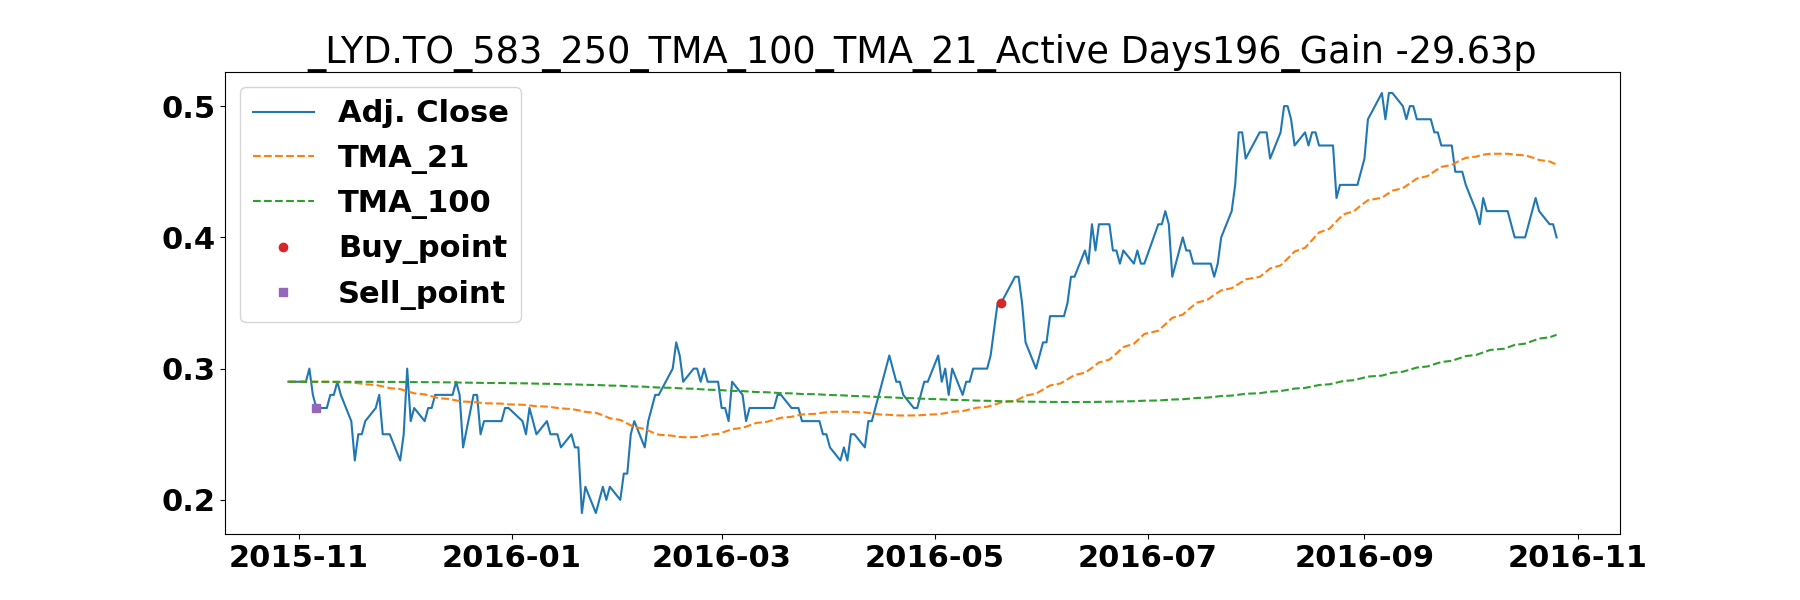 _LYD.TO_583_250_TMA_100_TMA_21_Active Days196_Gain -29.63p
Adj. Close
TMA_21
TMA_100
Buy_point
Sell_point
0.5
0.4
0.3
0.2
2015-11 2016-01 2016-03 2016-05 2016-07 2016-09 2016-11